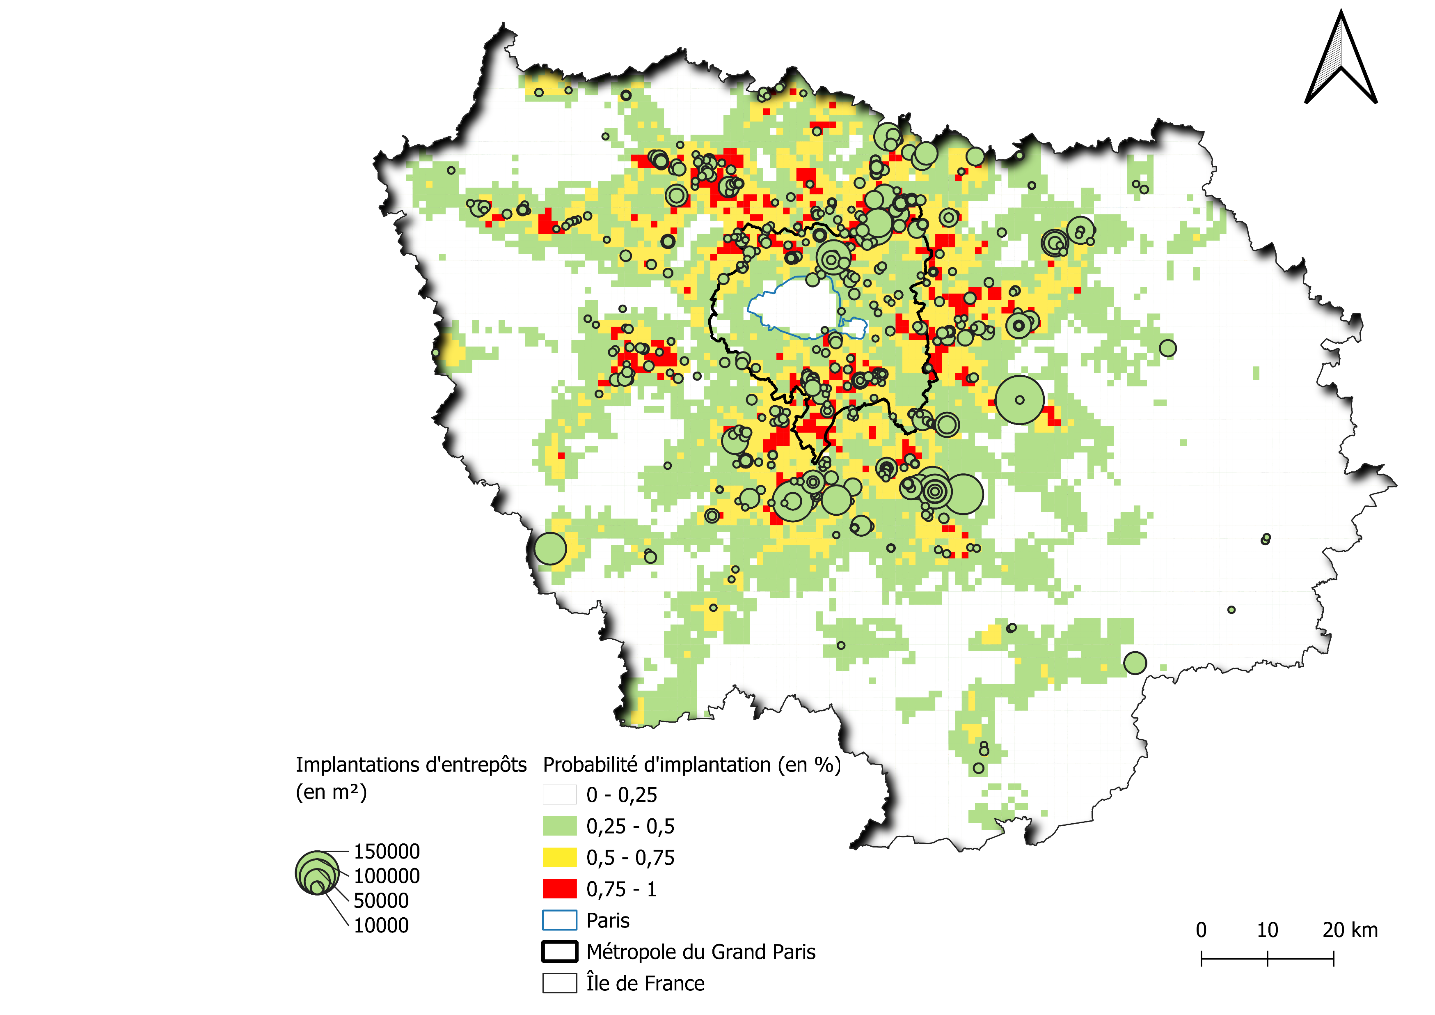 Implantations d'entrepôts
(en m²)
150000
100000
50000
10000
Probabilité d'implantation (en %)
0 - 0,25
0,25 - 0,5
0,5 - 0,75
0,75 - 1
Paris
Métropole du Grand Paris
Île de France
0 10 20 km